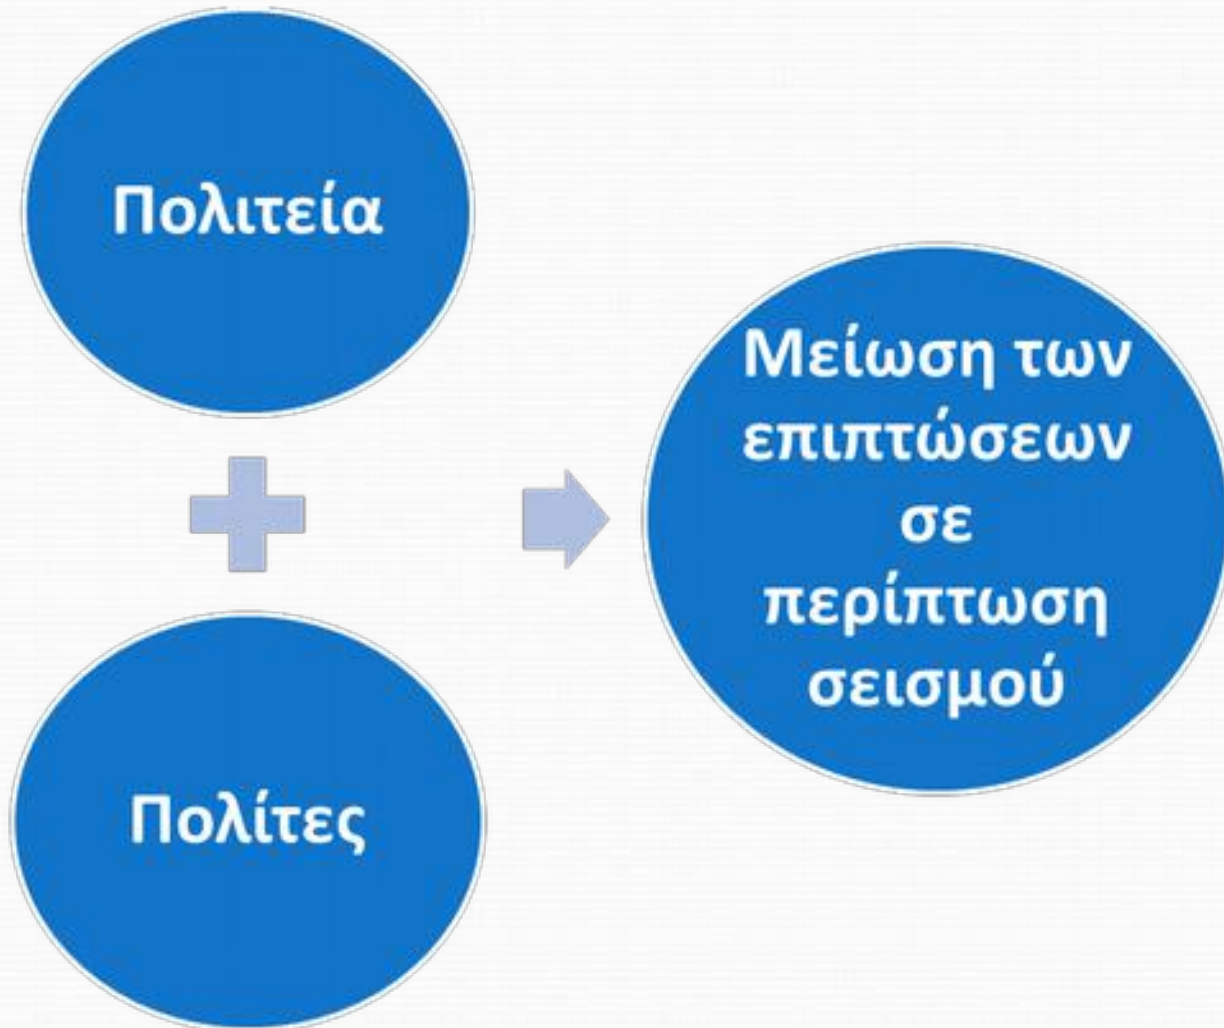 Πολιτεία
Πολίτες
Μείωση των
επιπτώσεων
σε
περίπτωση
σεισμού